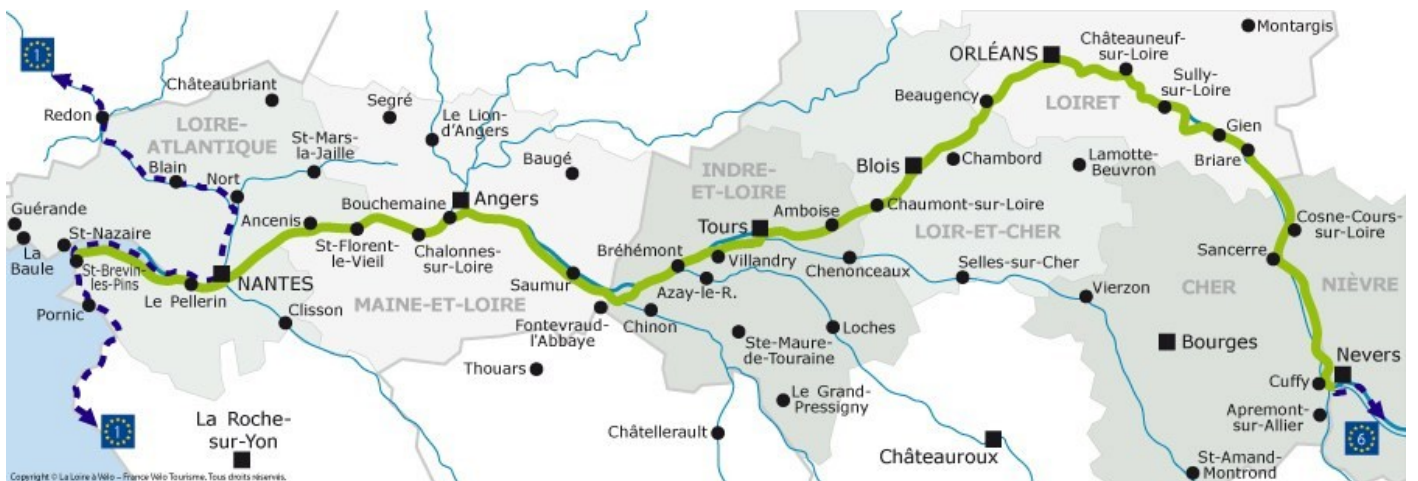 1
Châteaubriant
Redon
LOIRE-
ATLANTIQUE
Segré
Le Lion-
d'Angers
St-Mars-
la-Jaille
Blain
Nort
Baugé
Guérande
La
Baule
St-Nazaire
St-Brevin-
les-Pins
Pornic
Le Pellerin
NANTES
Clisson
Ancenis
St-Florent-
le-Vieil
Bouchemaine
Angers
Chalonnes-
sur-Loire
MAINE-ET-LOIRE
Saumur
Fontevraud-
l'Abbaye
Thouars
1
La Roche-
sur-Yon
INDRE-
ET-LOIRE
Tours
Bréhémont
Villandry
Azay-le-R.
Chinon
Ste-Maure-
de-Touraine
Le Grand-
Pressigny
Châtellerault
Loches
Chenonceaux
Amboise
Chaumont-sur-Loire
LOIR-ET-CHER
Selles-sur-Cher
Blois
Chambord
Lamotte-
Beuvron
Beaugency
ORLÉANS
LOIRET
Châteauneuf-
sur-Loire
Montargis
Sully-
sur-Loire
Gien
Briare
Cosne-Cours-
sur-Loire
Sancerre
CHER
NIÈVRE
Vierzon
Bourges
Châteauroux
Nevers
Cuffy
Apremont-
sur-Allier
6
St-Amand-
Montrond
Copyright © La Loire à Vélo – France Vélo Tourisme. Tous droits réservés.